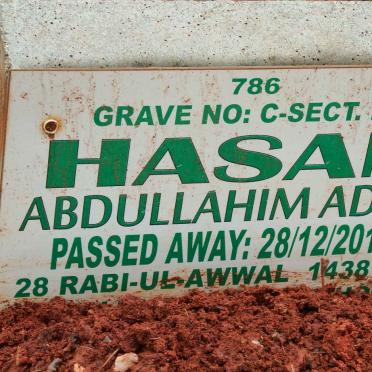 786
GRAVE NO: C-SECT.
HASA
ABDULLAHIM AD
PASSED AWAY: 28/12/201
28 RABI-UL-AWWAL 1438